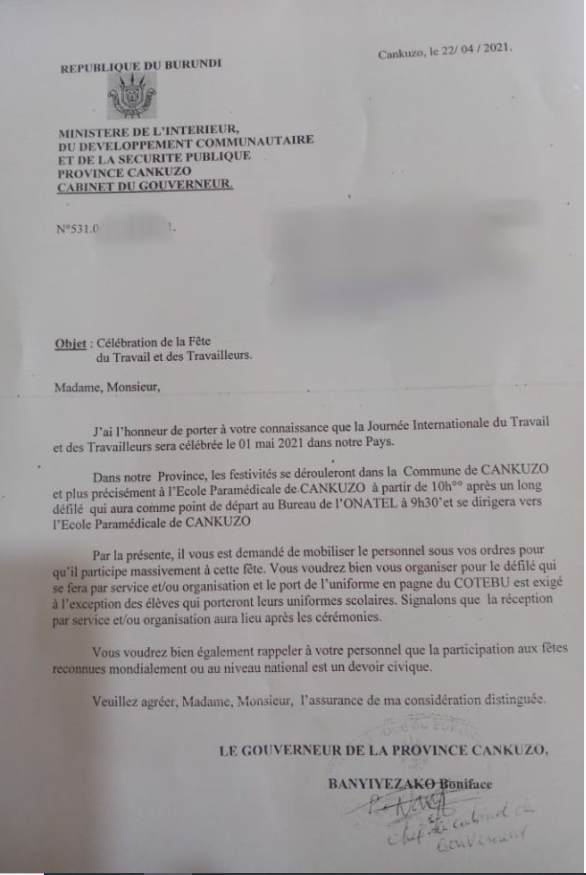 Cankuzo, le 22/ 04 / 2021.
REPUBLIQUE DU BURUNDI
MINISTERE DE L'INTERIEUR,
DU DEVELOPPEMENT COMMUNAUTAIRE
ET DE LA SECURITE PUBLIQUE
PROVINCE CANKUZO
CABINET DU GOUVERNEUR.
N°531.0
Objet : Célébration de la Fête
du Travail et des Travailleurs.
Madame, Monsieur,
J'ai l'honneur de porter à votre connaissance que la Journée Internationale du Travail
et des Travailleurs sera célébrée le 01 mai 2021 dans notre Pays.
Dans notre Province, les festivités se dérouleront dans la Commune de CANKUZO
et plus précisément à l'Ecole Paramédicale de CANKUZO à partir de 10h°° après un long
défilé qui aura comme point de départ au Bureau de l'ONATEL à 9h30'et se dirigera vers
l'Ecole Paramédicale de CANKUZO
Par la présente, il vous est demandé de mobiliser le personnel sous vos ordres pour
qu'il participe massivement à cette fête. Vous voudrez bien vous organiser pour le défilé qui
se fera par service et/ou organisation et le port de l'uniforme en pagne du COTEBU est exigé
à l'exception des élèves qui porteront leurs uniformes scolaires. Signalons que la réception
par service et/ou organisation aura lieu après les cérémonies.
Vous voudrez bien également rappeler à votre personnel que la participation aux fêtes
reconnues mondialement ou au niveau national est un devoir civique.
Veuillez agréer, Madame, Monsieur, l'assurance de ma considération distinguée.
LE GOUVERNEUR DE LA PROVINCE CANKUZO,
BANYIYEZAKO Boniface
Chef de cabinet du
Gouverneur